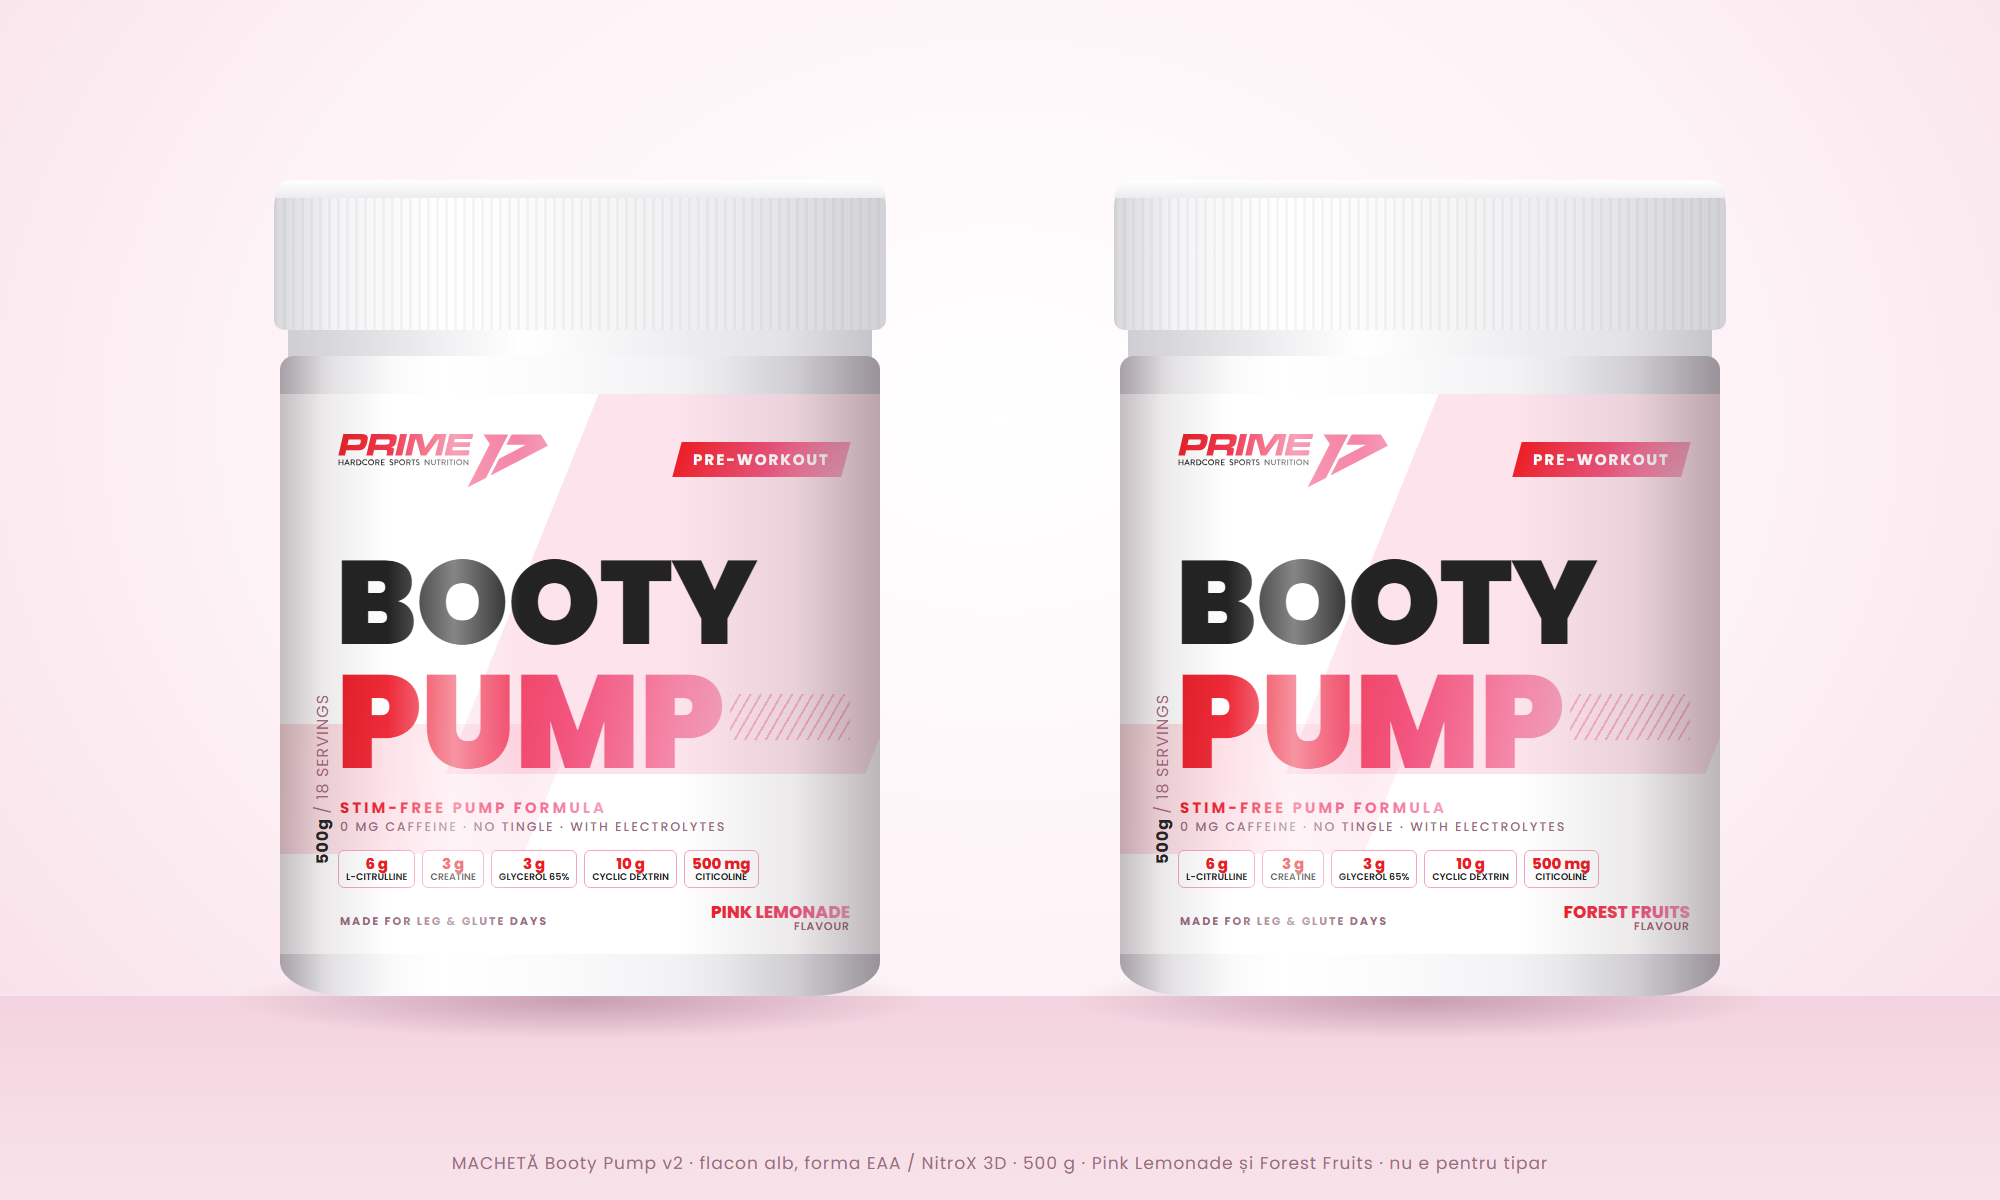 PRIME
HARDCORE SPORTS NUTRITION
PRE-WORKOUT
BOOTY
PUMP
500g / 18 SERVINGS
STIM-FREE PUMP FORMULA
0 MG CAFFEINE · NO TINGLE · WITH ELECTROLYTES
6 g
L-CITRULLINE
3 g
CREATINE
3 g
GLYCEROL 65%
10 g
CYCLIC DEXTRIN
500 mg
CITICOLINE
MADE FOR LEG & GLUTE DAYS
PINK LEMONADE
FLAVOUR
PRIME
HARDCORE SPORTS NUTRITION
PRE-WORKOUT
BOOTY
PUMP
500g / 18 SERVINGS
STIM-FREE PUMP FORMULA
0 MG CAFFEINE · NO TINGLE · WITH ELECTROLYTES
6 g
L-CITRULLINE
3 g
CREATINE
3 g
GLYCEROL 65%
10 g
CYCLIC DEXTRIN
500 mg
CITICOLINE
MADE FOR LEG & GLUTE DAYS
FOREST FRUITS
FLAVOUR
MACHETĂ Booty Pump v2 · flacon alb, forma EAA / NitroX 3D · 500 g · Pink Lemonade și Forest Fruits · nu e pentru tipar